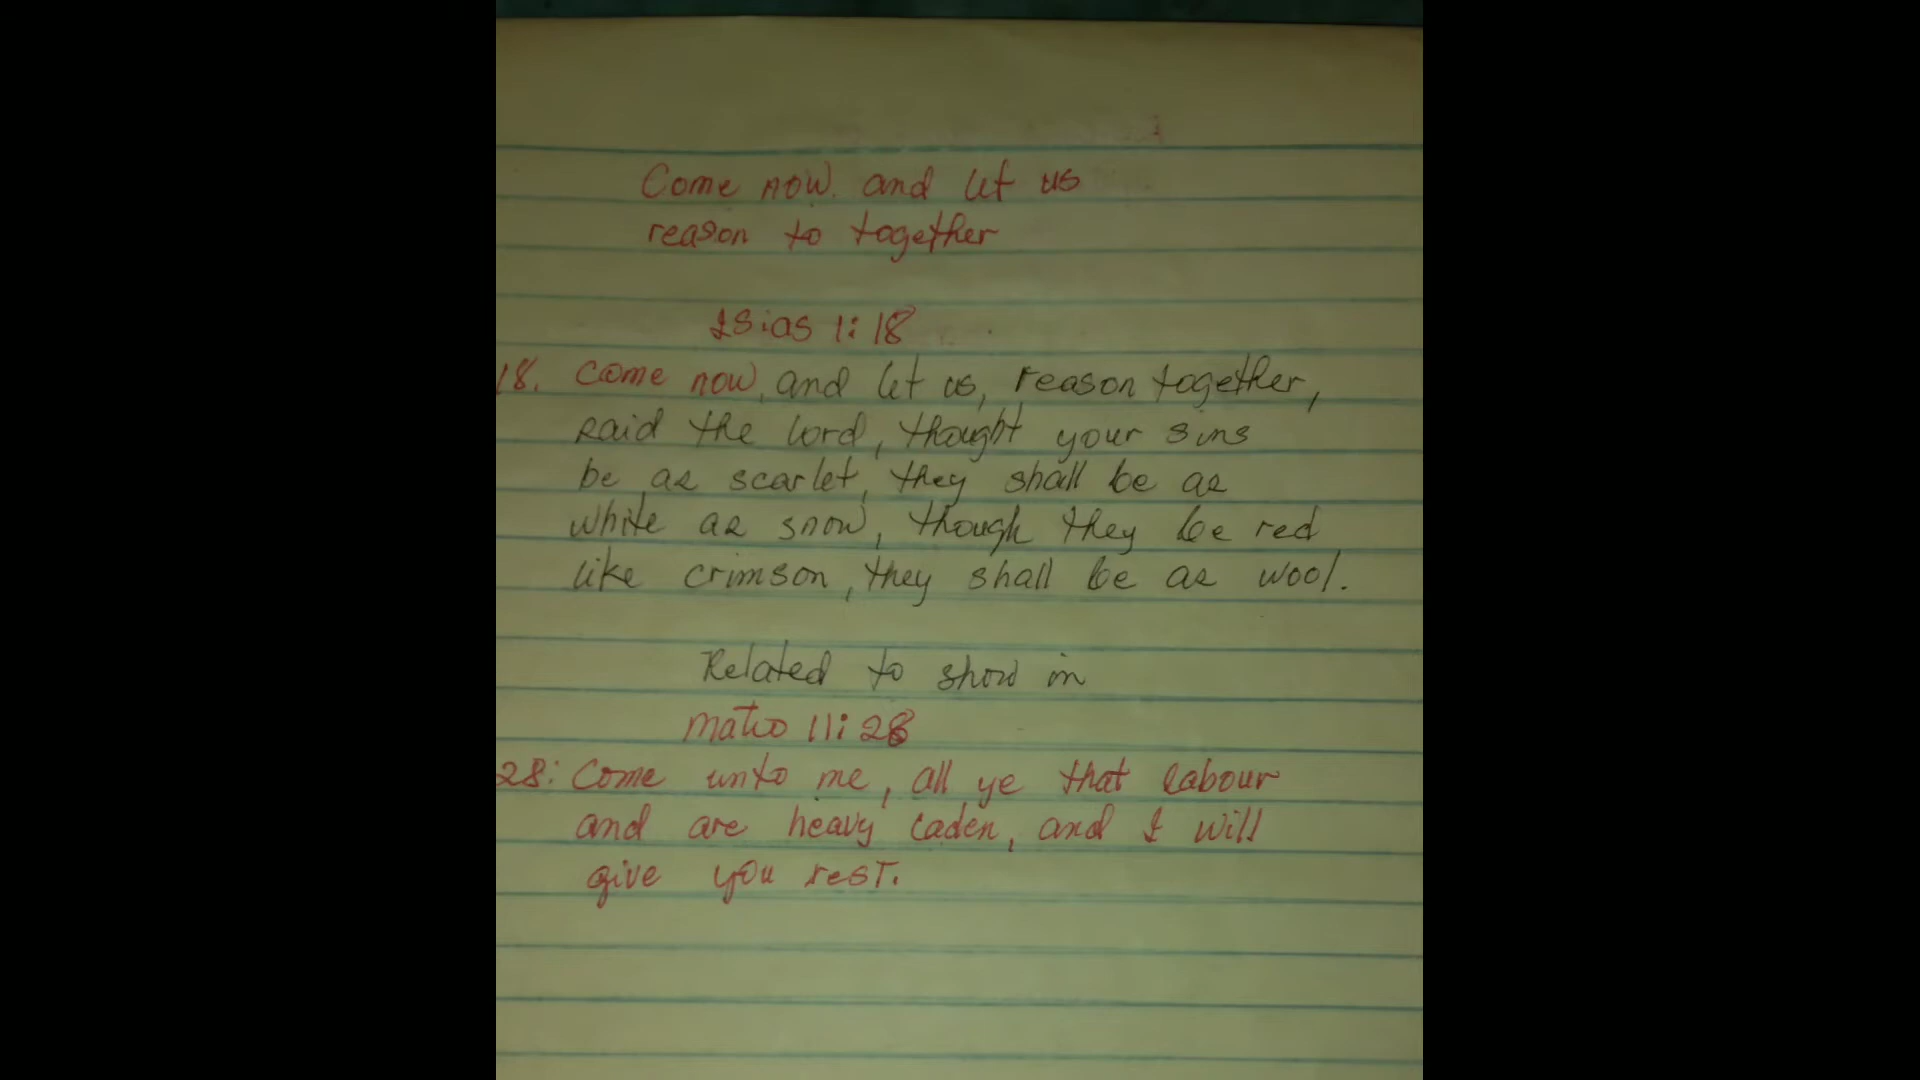 Come now. and let us
reason to together
Isias 1:18
18. Come now, and let us, reason together,
said the lord, thought your sins
be as scarlet, they shall be as
white as snow, though they be red
like crimson, they shall be as wool.
Related to show in
mateo 11:28
28: Come unto me, all ye that labour
and are heavy laden, and I will
give you rest.